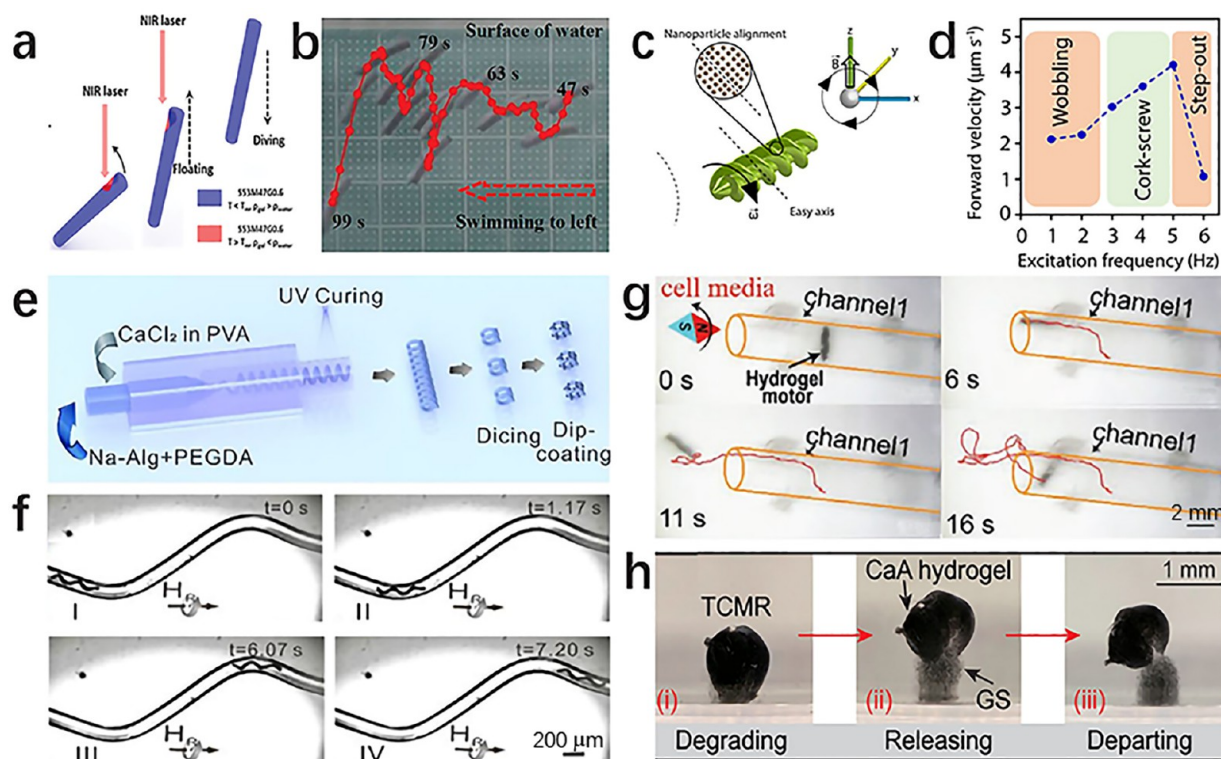 a
NIR laser
NIR laser
Floating
Diving
553M47G0.6
553M47G0.6
b
79 s
Surface of water
63 s
47 s
99 s
Swimming to left
c
Nanoparticle alignment
B
z
y
x
ω
Easy axis
d
Forward velocity (µm s⁻¹)
5
4
3
2
1
0
Wobbling
Cork-screw
Step-out
0 1 2 3 4 5 6
Excitation frequency (Hz)
e
UV Curing
CaCl₂ in PVA
Na-Alg+PEGDA
Dicing
Dip-
coating
f
t=0 s
H
I
t=1.17 s
H
II
t=6.07 s
H
III
t=7.20 s
H
IV
200 µm
g
cell media
S N
channel1
Hydrogel
motor
0 s
channel1
6 s
channel1
11 s
channel1
16 s
2 mm
h
TCMR
(i)
Degrading
CaA hydrogel
GS
(ii)
Releasing
1 mm
(iii)
Departing